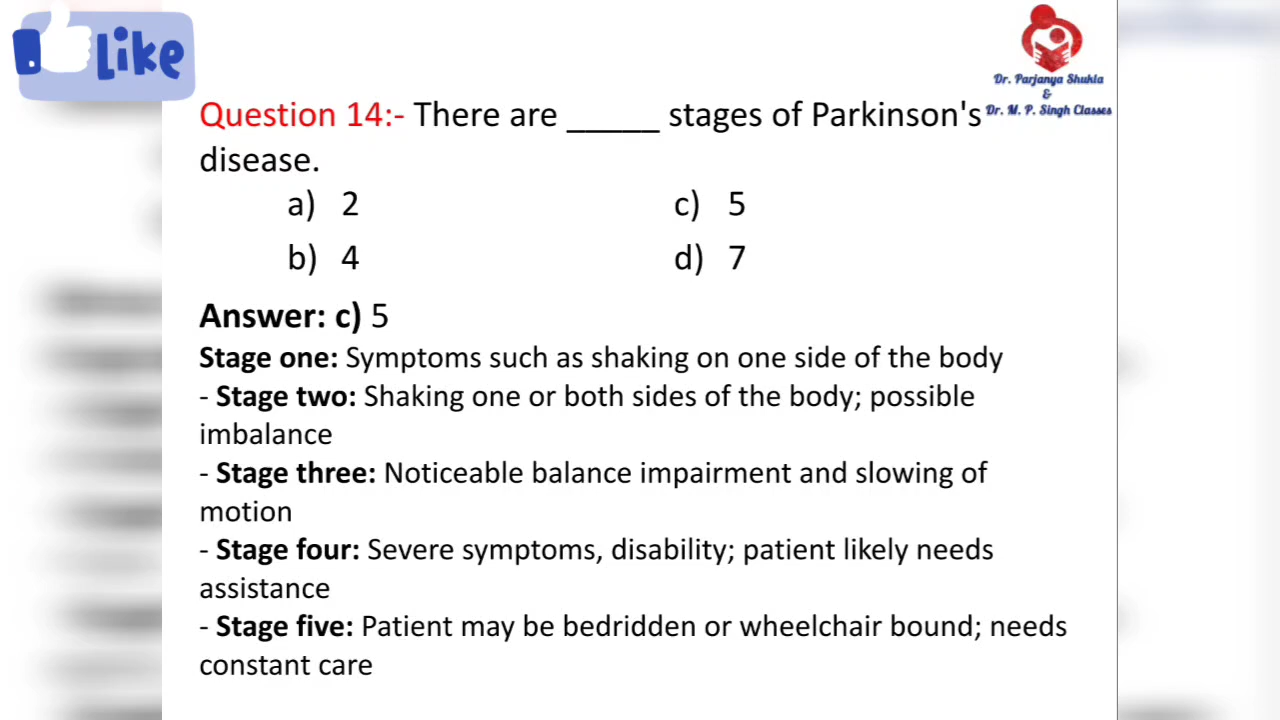 Like
Dr. Parjanya Shukla
&
Dr. M. P. Singh Classes
Question 14:- There are _____ stages of Parkinson's
disease.
a) 2
c) 5
b) 4
d) 7
Answer: c) 5
Stage one: Symptoms such as shaking on one side of the body
- Stage two: Shaking one or both sides of the body; possible
imbalance
- Stage three: Noticeable balance impairment and slowing of
motion
- Stage four: Severe symptoms, disability; patient likely needs
assistance
- Stage five: Patient may be bedridden or wheelchair bound; needs
constant care